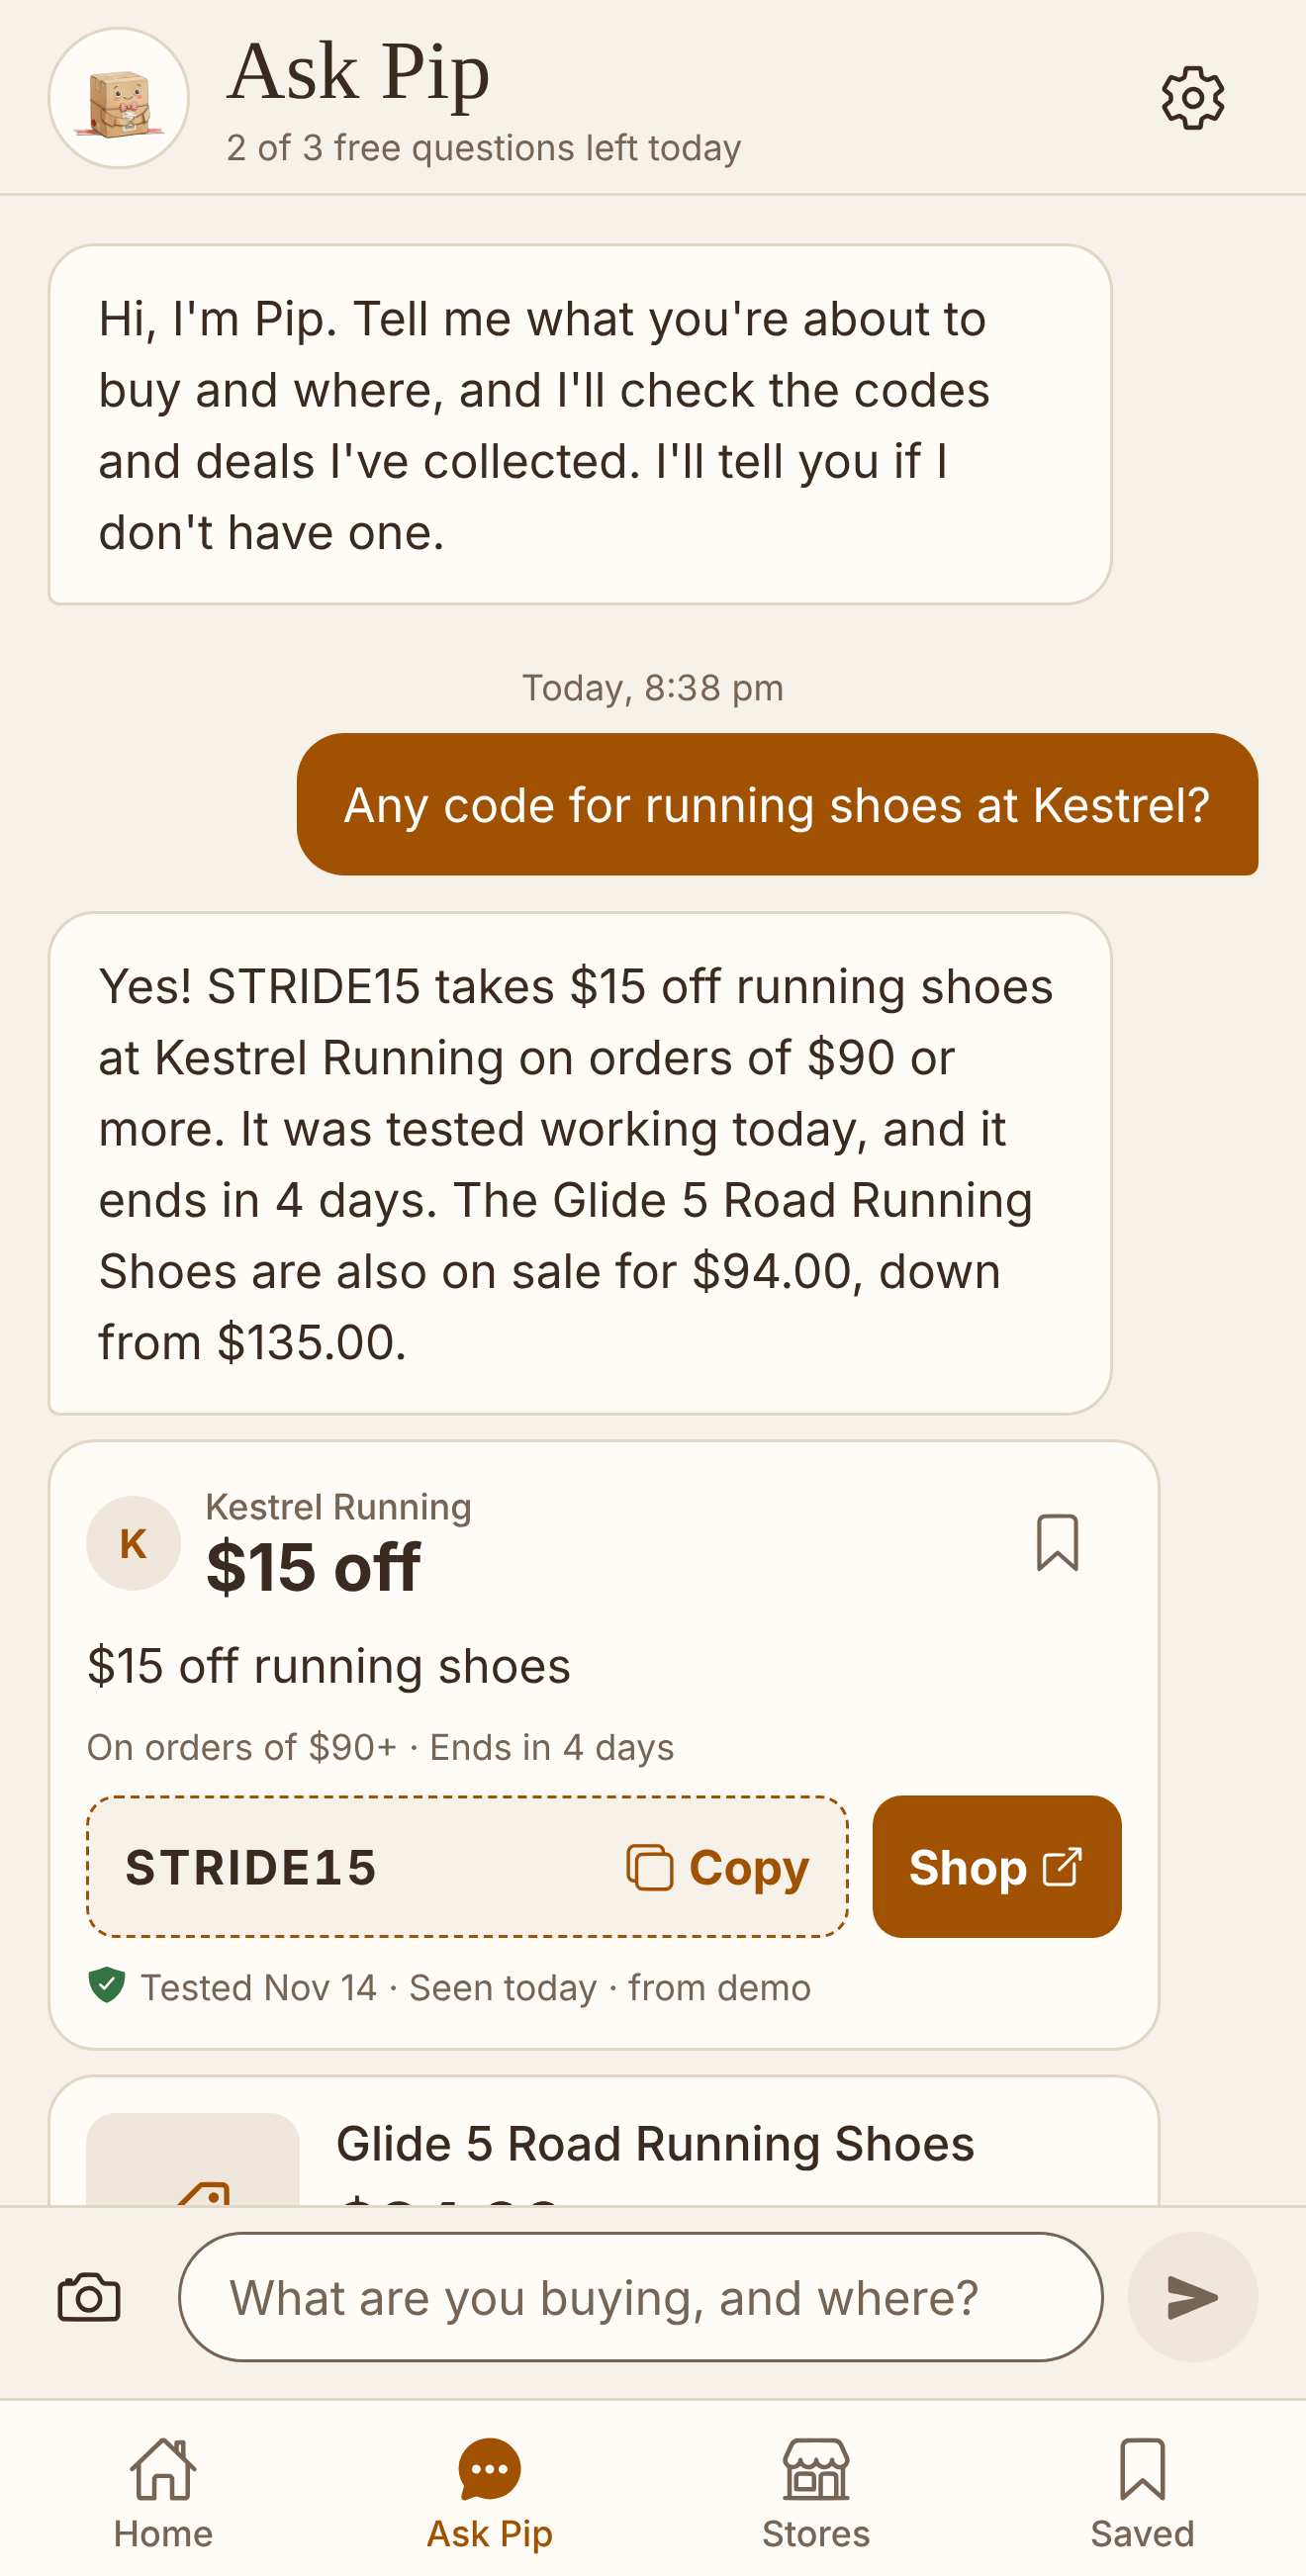 Ask Pip
2 of 3 free questions left today
Hi, I'm Pip. Tell me what you're about to
buy and where, and I'll check the codes
and deals I've collected. I'll tell you if I
don't have one.
Today, 8:38 pm
Any code for running shoes at Kestrel?
Yes! STRIDE15 takes $15 off running shoes
at Kestrel Running on orders of $90 or
more. It was tested working today, and it
ends in 4 days. The Glide 5 Road Running
Shoes are also on sale for $94.00, down
from $135.00.
K
Kestrel Running
$15 off
$15 off running shoes
On orders of $90+ · Ends in 4 days
STRIDE15
Copy
Shop
Tested Nov 14 · Seen today · from demo
Glide 5 Road Running Shoes
What are you buying, and where?
Home
Ask Pip
Stores
Saved